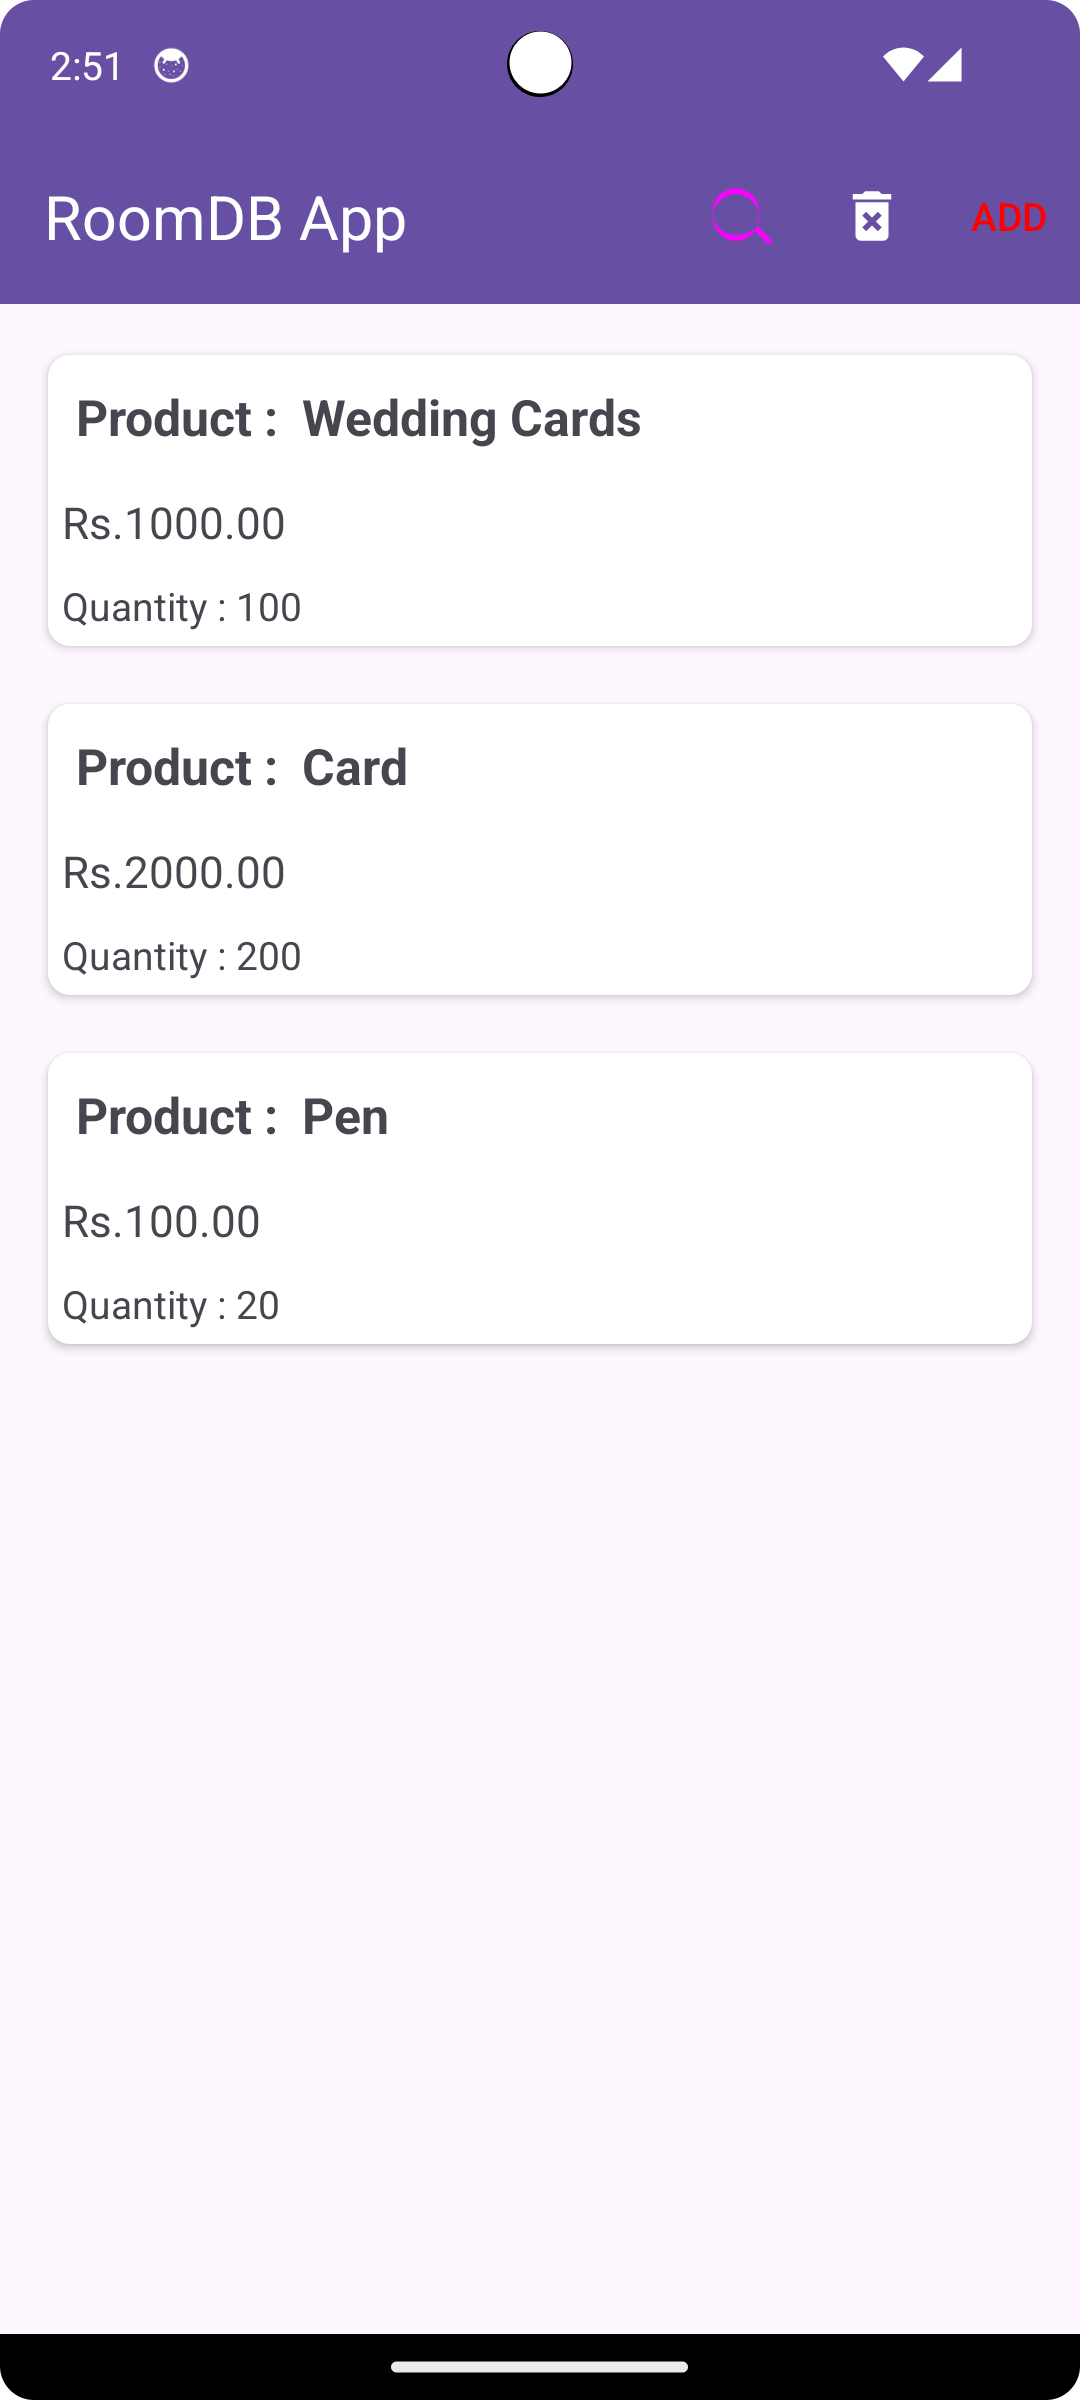 2:51
RoomDB App
ADD
Product :  Wedding Cards
Rs.1000.00
Quantity : 100
Product :  Card
Rs.2000.00
Quantity : 200
Product :  Pen
Rs.100.00
Quantity : 20